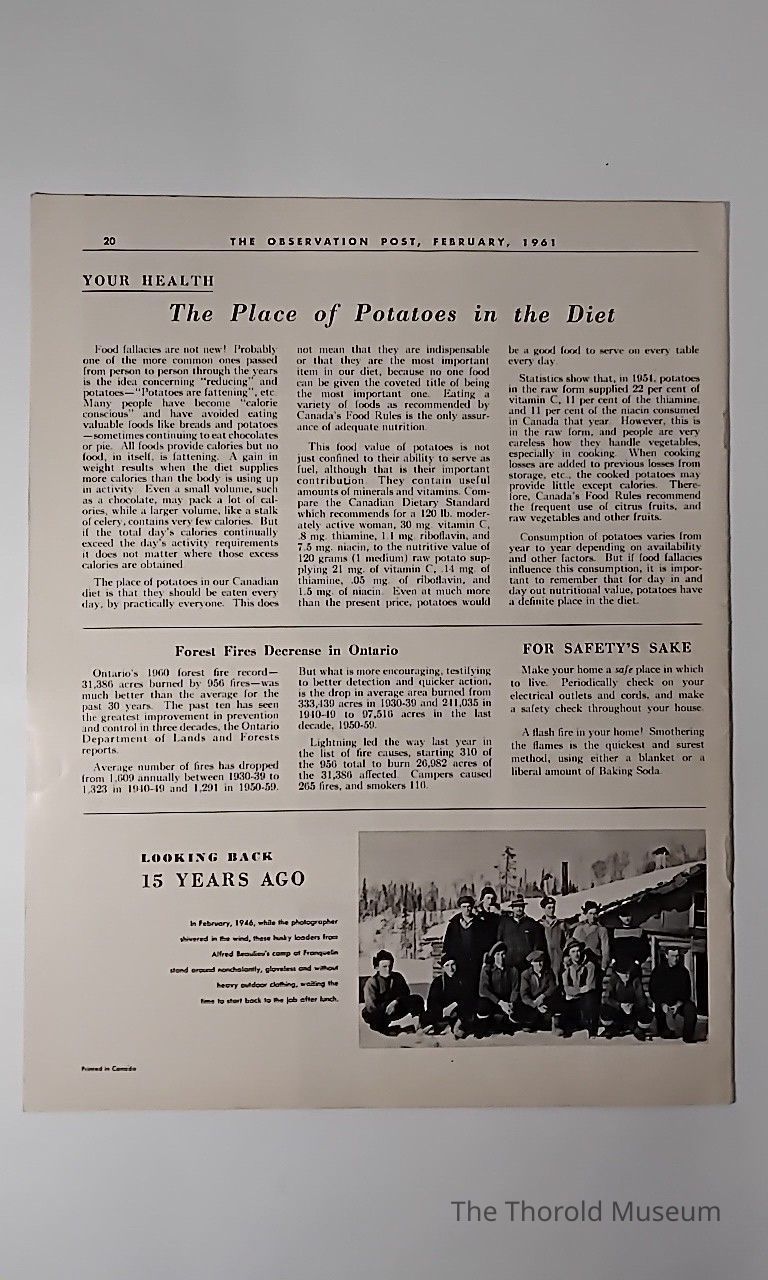 20
THE OBSERVATION POST, FEBRUARY, 1961
YOUR HEALTH
The Place of Potatoes in the Diet
Food fallacies are not new! Probably
one of the more common ones passed
from person to person through the years
is the idea concerning "reducing" and
potatoes—"Potatoes are fattening", etc.
Many people have become "calorie
conscious" and have avoided eating
valuable foods like breads and potatoes
—sometimes continuing to eat chocolates
or pie. All foods provide calories but no
food, in itself, is fattening. A gain in
weight results when the diet supplies
more calories than the body is using up
in activity. Even a small volume, such
as a chocolate, may pack a lot of cal-
ories, while a larger volume, like a stalk
of celery, contains very few calories. But
if the total day's calories continually
exceed the day's activity requirements
it does not matter where those excess
calories are obtained.
The place of potatoes in our Canadian
diet is that they should be eaten every
day, by practically everyone. This does
not mean that they are indispensable
or that they are the most important
item in our diet, because no one food
can be given the coveted title of being
the most important one. Eating a
variety of foods as recommended by
Canada's Food Rules is the only assur-
ance of adequate nutrition.
This food value of potatoes is not
just confined to their ability to serve as
fuel, although that is their important
contribution. They contain useful
amounts of minerals and vitamins. Com-
pare the Canadian Dietary Standard
which recommends for a 120 lb. moder-
ately active woman, 30 mg. vitamin C,
.8 mg. thiamine, 1.1 mg. riboflavin, and
7.5 mg. niacin, to the nutritive value of
120 grams (1 medium) raw potato sup-
plying 21 mg. of vitamin C, .14 mg. of
thiamine, .05 mg. of riboflavin, and
1.5 mg. of niacin. Even at much more
than the present price, potatoes would
be a good food to serve on every table
every day.
Statistics show that, in 1954, potatoes
in the raw form supplied 22 per cent of
vitamin C, 11 per cent of the thiamine,
and 11 per cent of the niacin consumed
in Canada that year. However, this is
in the raw form, and people are very
careless how they handle vegetables,
especially in cooking. When cooking
losses are added to previous losses from
storage, etc., the cooked potatoes may
provide little except calories. There-
fore, Canada's Food Rules recommend
the frequent use of citrus fruits, and
raw vegetables and other fruits.
Consumption of potatoes varies from
year to year depending on availability
and other factors. But if food fallacies
influence this consumption, it is impor-
tant to remember that for day in and
day out nutritional value, potatoes have
a definite place in the diet.
Forest Fires Decrease in Ontario
Ontario's 1960 forest fire record—
31,386 acres burned by 956 fires—was
much better than the average for the
past 30 years. The past ten has seen
the greatest improvement in prevention
and control in three decades, the Ontario
Department of Lands and Forests
reports.
Average number of fires has dropped
from 1,609 annually between 1930-39 to
1,323 in 1940-49 and 1,291 in 1950-59.
But what is more encouraging, testifying
to better detection and quicker action,
is the drop in average area burned from
333,439 acres in 1930-39 and 241,035 in
1940-49 to 97,516 acres in the last
decade, 1950-59.
Lightning led the way last year in
the list of fire causes, starting 310 of
the 956 total to burn 26,982 acres of
the 31,386 affected. Campers caused
265 fires, and smokers 110.
FOR SAFETY'S SAKE
Make your home a safe place in which
to live. Periodically check on your
electrical outlets and cords, and make
a safety check throughout your house.
A flash fire in your home! Smothering
the flames is the quickest and surest
method, using either a blanket or a
liberal amount of Baking Soda.
LOOKING BACK
15 YEARS AGO
In February, 1946, while the photographer
shivered in the wind, these husky loaders from
Alfred Beaulieu's camp at Franquelin
stand around nonchalantly, gloveless and without
heavy outdoor clothing, waiting the
time to start back to the job after lunch.
Printed in Canada
The Thorold Museum